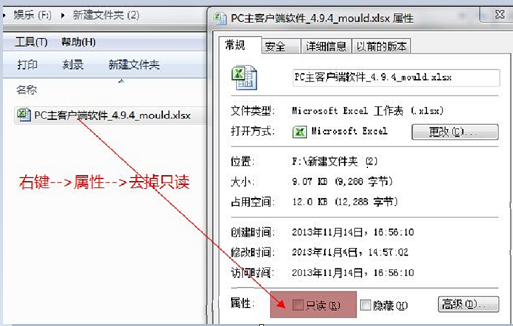 娱乐 (F:) ▸ 新建文件夹 (2)
工具(T) 帮助(H)
打印 刻录 新建文件夹
名称
PC主客户端软件_4.9.4_mould.xlsx
右键-->属性-->去掉只读
PC主客户端软件_4.9.4_mould.xlsx 属性
常规 安全 详细信息 以前的版本
PC主客户端软件_4.9.4_mould.xlsx
文件类型: Microsoft Excel 工作表 (.xlsx)
打开方式: Microsoft Excel 更改(C)...
位置: F:\新建文件夹 (2)
大小: 9.07 KB (9,288 字节)
占用空间: 12.0 KB (12,288 字节)
创建时间: 2013年11月14日，16:56:10
修改时间: 2013年11月4日，14:57:02
访问时间: 2013年11月14日，16:56:10
属性: 只读(R) 隐藏(H) 高级(D)...